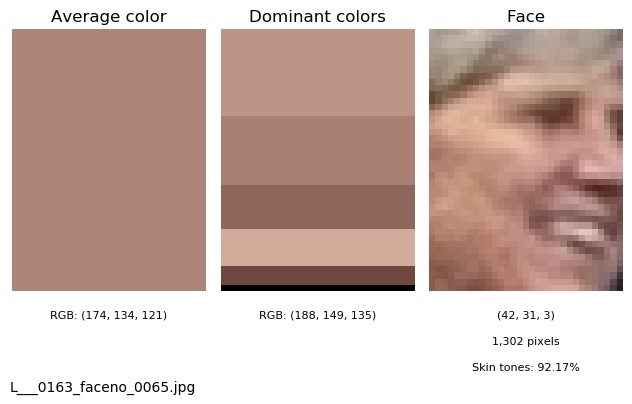 Average color
Dominant colors
Face
RGB: (174, 134, 121)
RGB: (188, 149, 135)
(42, 31, 3)
1,302 pixels
Skin tones: 92.17%
L___0163_faceno_0065.jpg